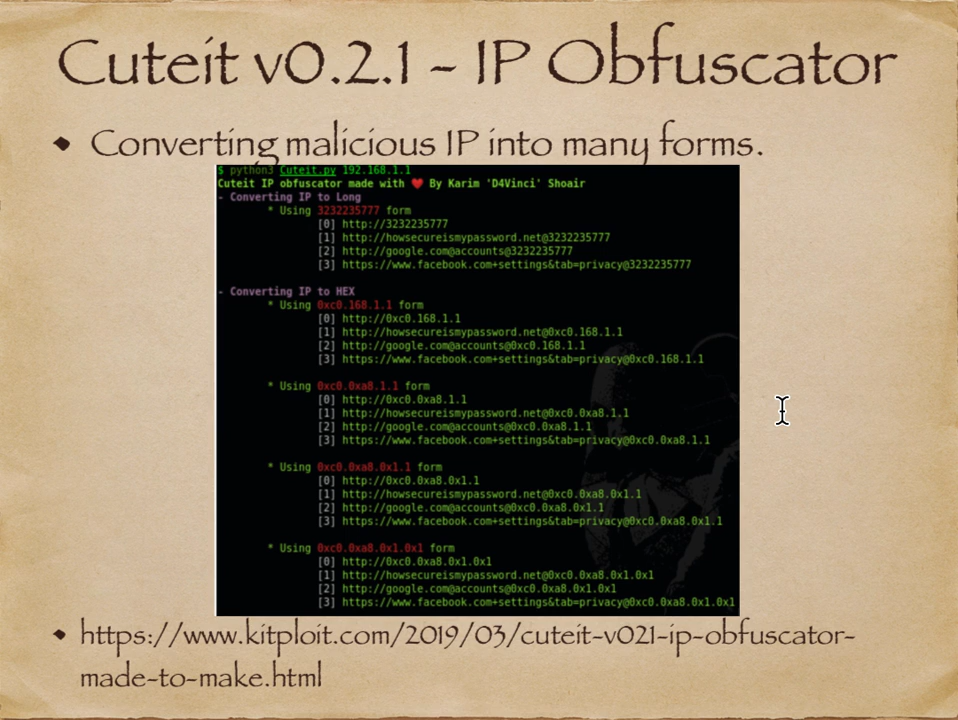 Cuteit v0.2.1 - IP Obfuscator
◆ Converting malicious IP into many forms.
$ python3 Cuteit.py 192.168.1.1
Cuteit IP obfuscator made with ❤ By Karim 'D4Vinci' Shoair
- Converting IP to Long
* Using 3232235777 form
[0] http://3232235777
[1] http://howsecureismypassword.net@3232235777
[2] http://google.com@accounts@3232235777
[3] https://www.facebook.com+settings&tab=privacy@3232235777
- Converting IP to HEX
* Using 0xc0.168.1.1 form
[0] http://0xc0.168.1.1
[1] http://howsecureismypassword.net@0xc0.168.1.1
[2] http://google.com@accounts@0xc0.168.1.1
[3] https://www.facebook.com+settings&tab=privacy@0xc0.168.1.1
* Using 0xc0.0xa8.1.1 form
[0] http://0xc0.0xa8.1.1
[1] http://howsecureismypassword.net@0xc0.0xa8.1.1
[2] http://google.com@accounts@0xc0.0xa8.1.1
[3] https://www.facebook.com+settings&tab=privacy@0xc0.0xa8.1.1
* Using 0xc0.0xa8.0x1.1 form
[0] http://0xc0.0xa8.0x1.1
[1] http://howsecureismypassword.net@0xc0.0xa8.0x1.1
[2] http://google.com@accounts@0xc0.0xa8.0x1.1
[3] https://www.facebook.com+settings&tab=privacy@0xc0.0xa8.0x1.1
* Using 0xc0.0xa8.0x1.0x1 form
[0] http://0xc0.0xa8.0x1.0x1
[1] http://howsecureismypassword.net@0xc0.0xa8.0x1.0x1
[2] http://google.com@accounts@0xc0.0xa8.0x1.0x1
[3] https://www.facebook.com+settings&tab=privacy@0xc0.0xa8.0x1.0x1
◆ https://www.kitploit.com/2019/03/cuteit-v021-ip-obfuscator-
made-to-make.html